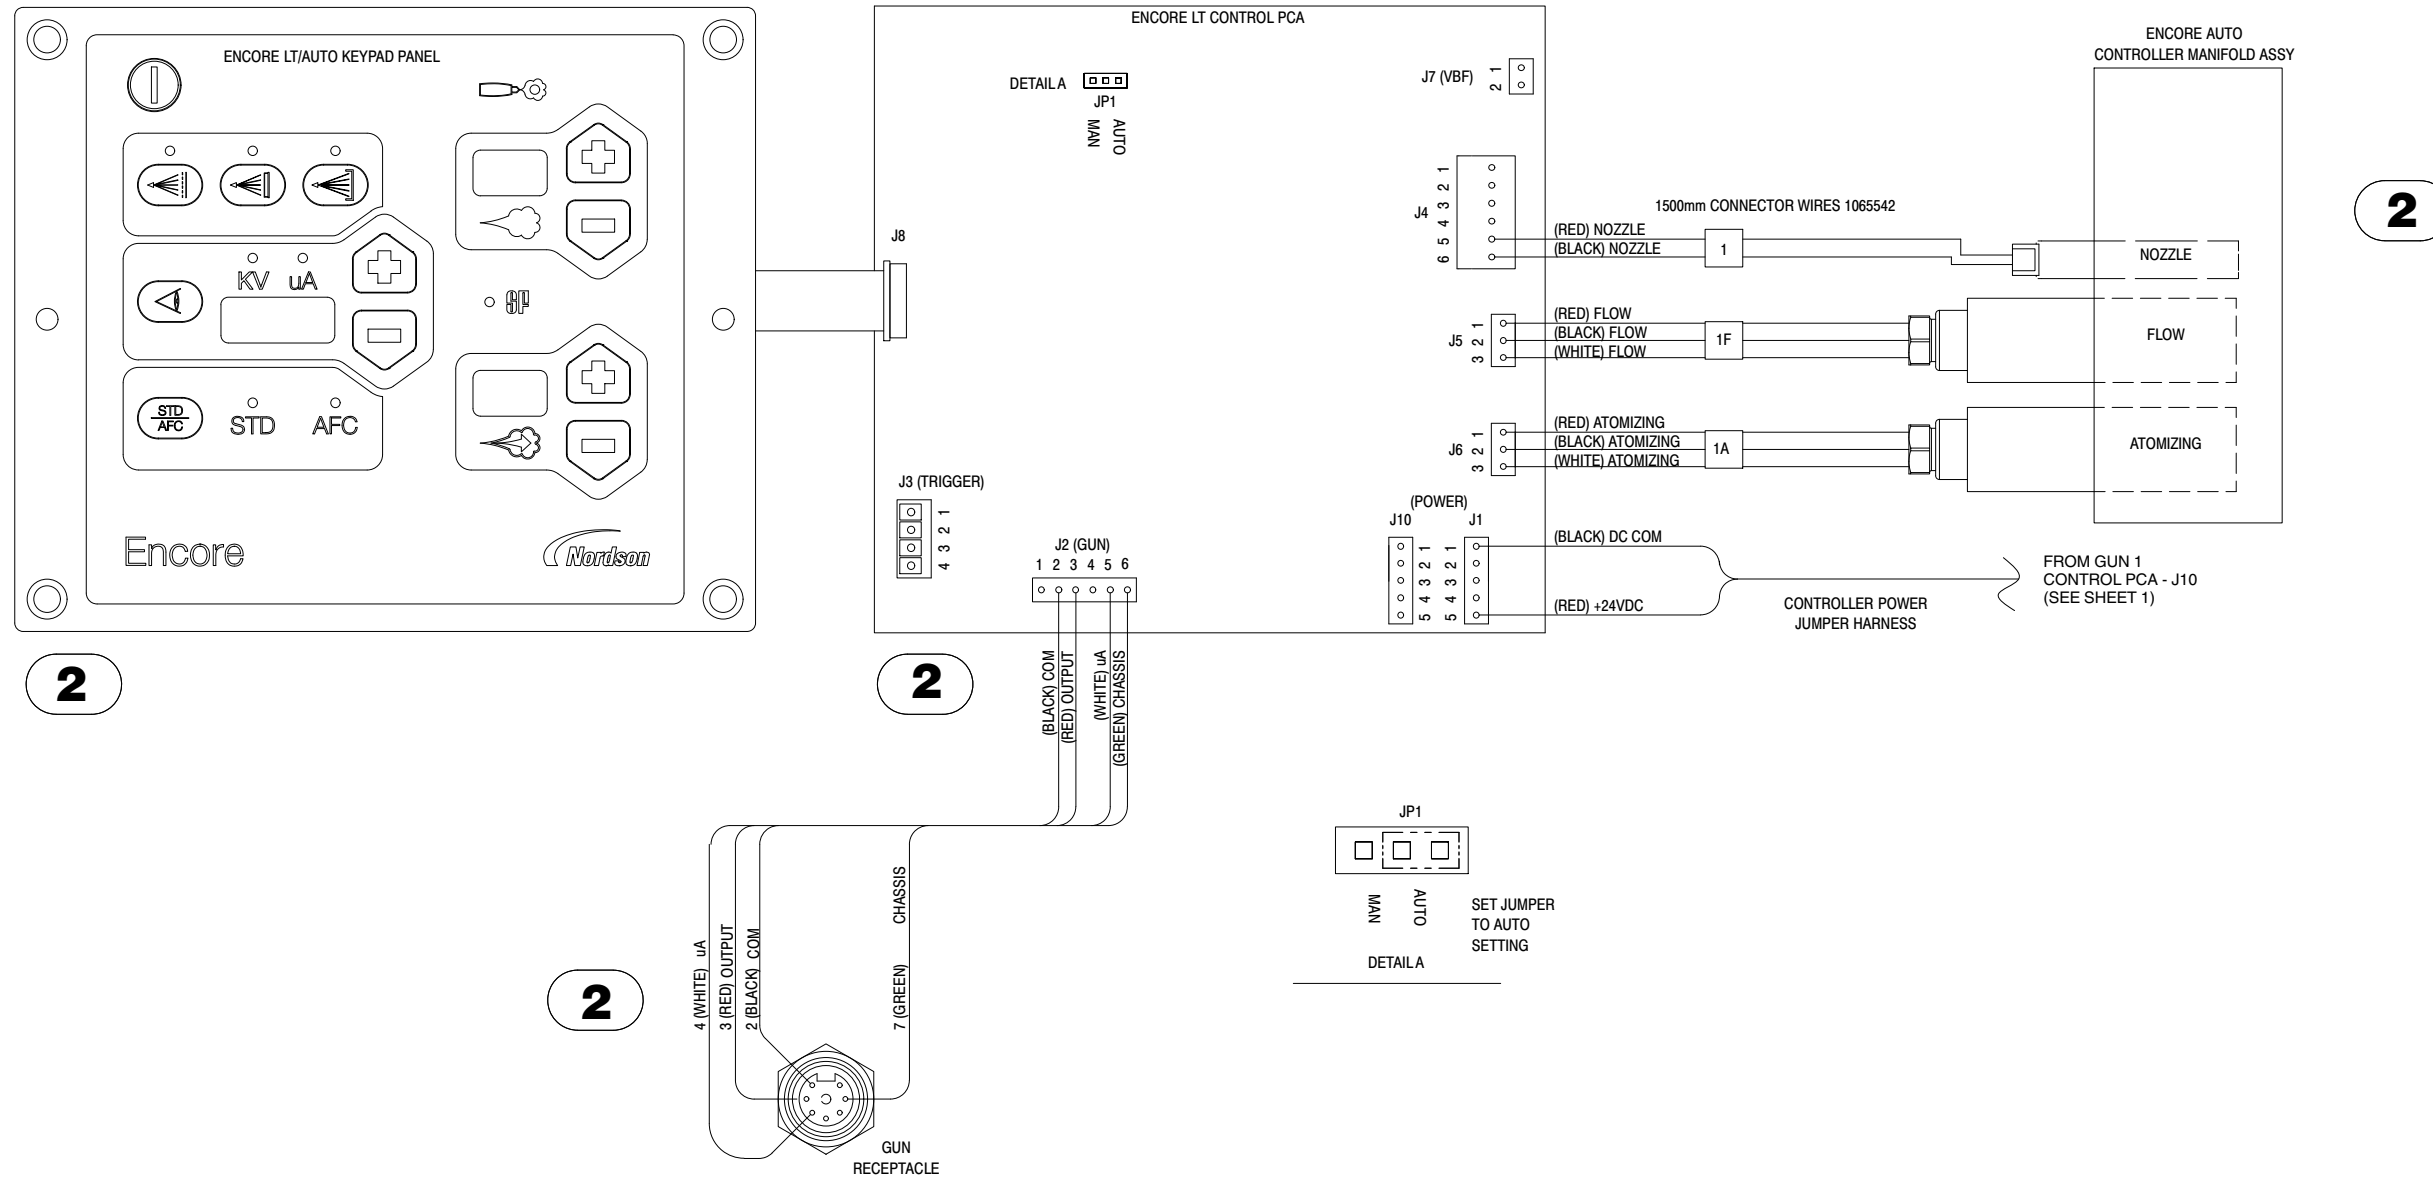 ENCORE LT/AUTO KEYPAD PANEL
KV uA
STD
AFC
STD AFC
Encore
Nordson
2
ENCORE LT CONTROL PCA
DETAIL A
JP1
MAN
AUTO
J7 (VBF)
1
2
J8
J4
1
2
3
4
5
6
(RED) NOZZLE
(BLACK) NOZZLE
1500mm CONNECTOR WIRES 1065542
1
J5
1
2
3
(RED) FLOW
(BLACK) FLOW
(WHITE) FLOW
1F
J6
1
2
3
(RED) ATOMIZING
(BLACK) ATOMIZING
(WHITE) ATOMIZING
1A
J3 (TRIGGER)
1
2
3
4
J2 (GUN)
1 2 3 4 5 6
(POWER)
J10 J1
1 1
2 2
3 3
4 4
5 5
(BLACK) DC COM
(RED) +24VDC
CONTROLLER POWER
JUMPER HARNESS
FROM GUN 1
CONTROL PCA - J10
(SEE SHEET 1)
ENCORE AUTO
CONTROLLER MANIFOLD ASSY
NOZZLE
FLOW
ATOMIZING
2
2
(BLACK) COM
(RED) OUTPUT
(WHITE) uA
(GREEN) CHASSIS
4 (WHITE) uA
3 (RED) OUTPUT
2 (BLACK) COM
7 (GREEN) CHASSIS
2
GUN
RECEPTACLE
JP1
MAN
AUTO
SET JUMPER
TO AUTO
SETTING
DETAIL A